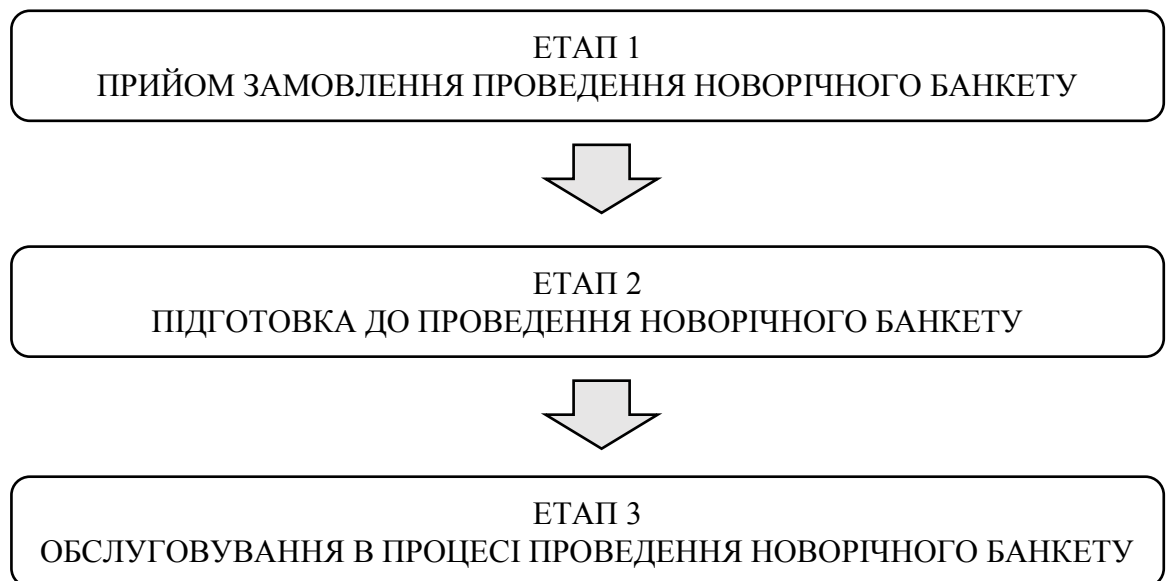 ЕТАП 1
ПРИЙОМ ЗАМОВЛЕННЯ ПРОВЕДЕННЯ НОВОРІЧНОГО БАНКЕТУ
ЕТАП 2
ПІДГОТОВКА ДО ПРОВЕДЕННЯ НОВОРІЧНОГО БАНКЕТУ
ЕТАП 3
ОБСЛУГОВУВАННЯ В ПРОЦЕСІ ПРОВЕДЕННЯ НОВОРІЧНОГО БАНКЕТУ